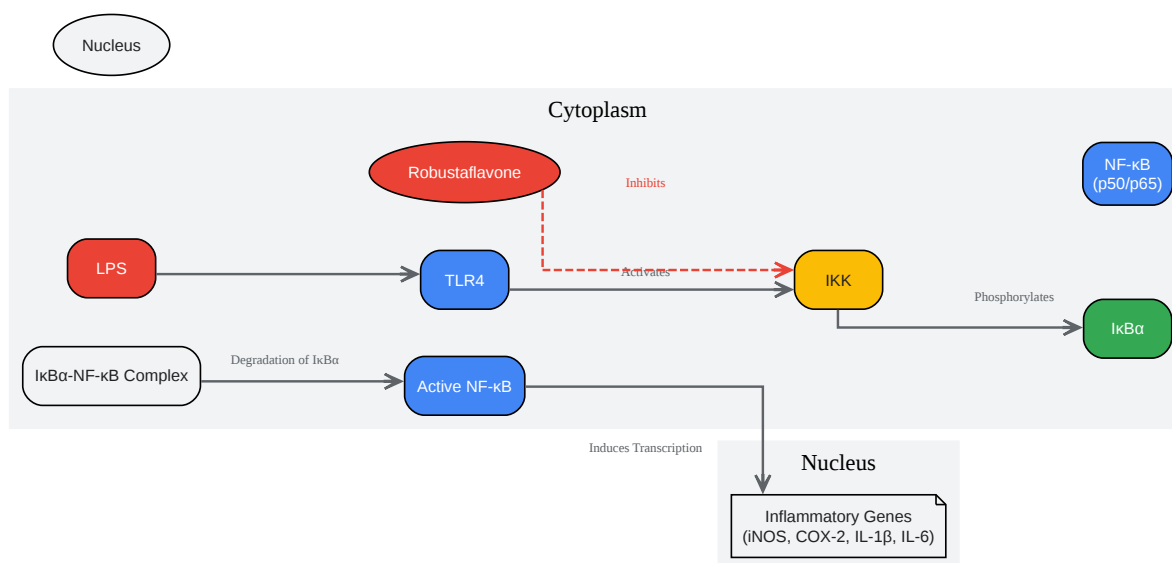 Nucleus
Cytoplasm
Robustaflavone
Inhibits
NF-κB
(p50/p65)
LPS
TLR4
Activates
IKK
Phosphorylates
IκBα
IκBα-NF-κB Complex
Degradation of IκBα
Active NF-κB
Induces Transcription
Nucleus
Inflammatory Genes
(iNOS, COX-2, IL-1β, IL-6)